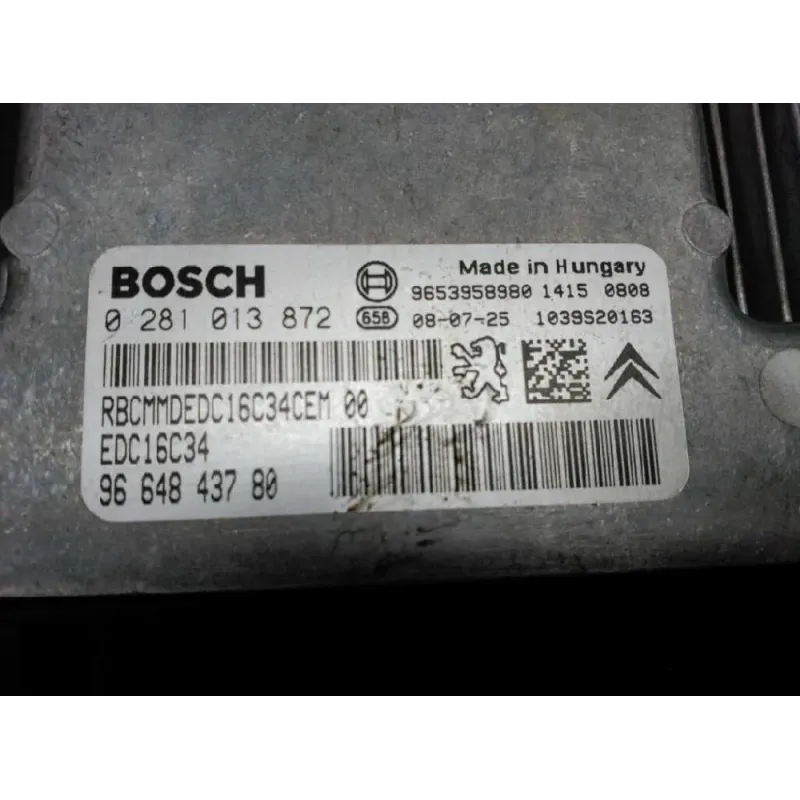 BOSCH
Made in Hungary
9653958980 1415 0808
0 281 013 872
658
08-07-25 1039S20163
RBCMMDEDC16C34CEM 00
EDC16C34
96 648 437 80